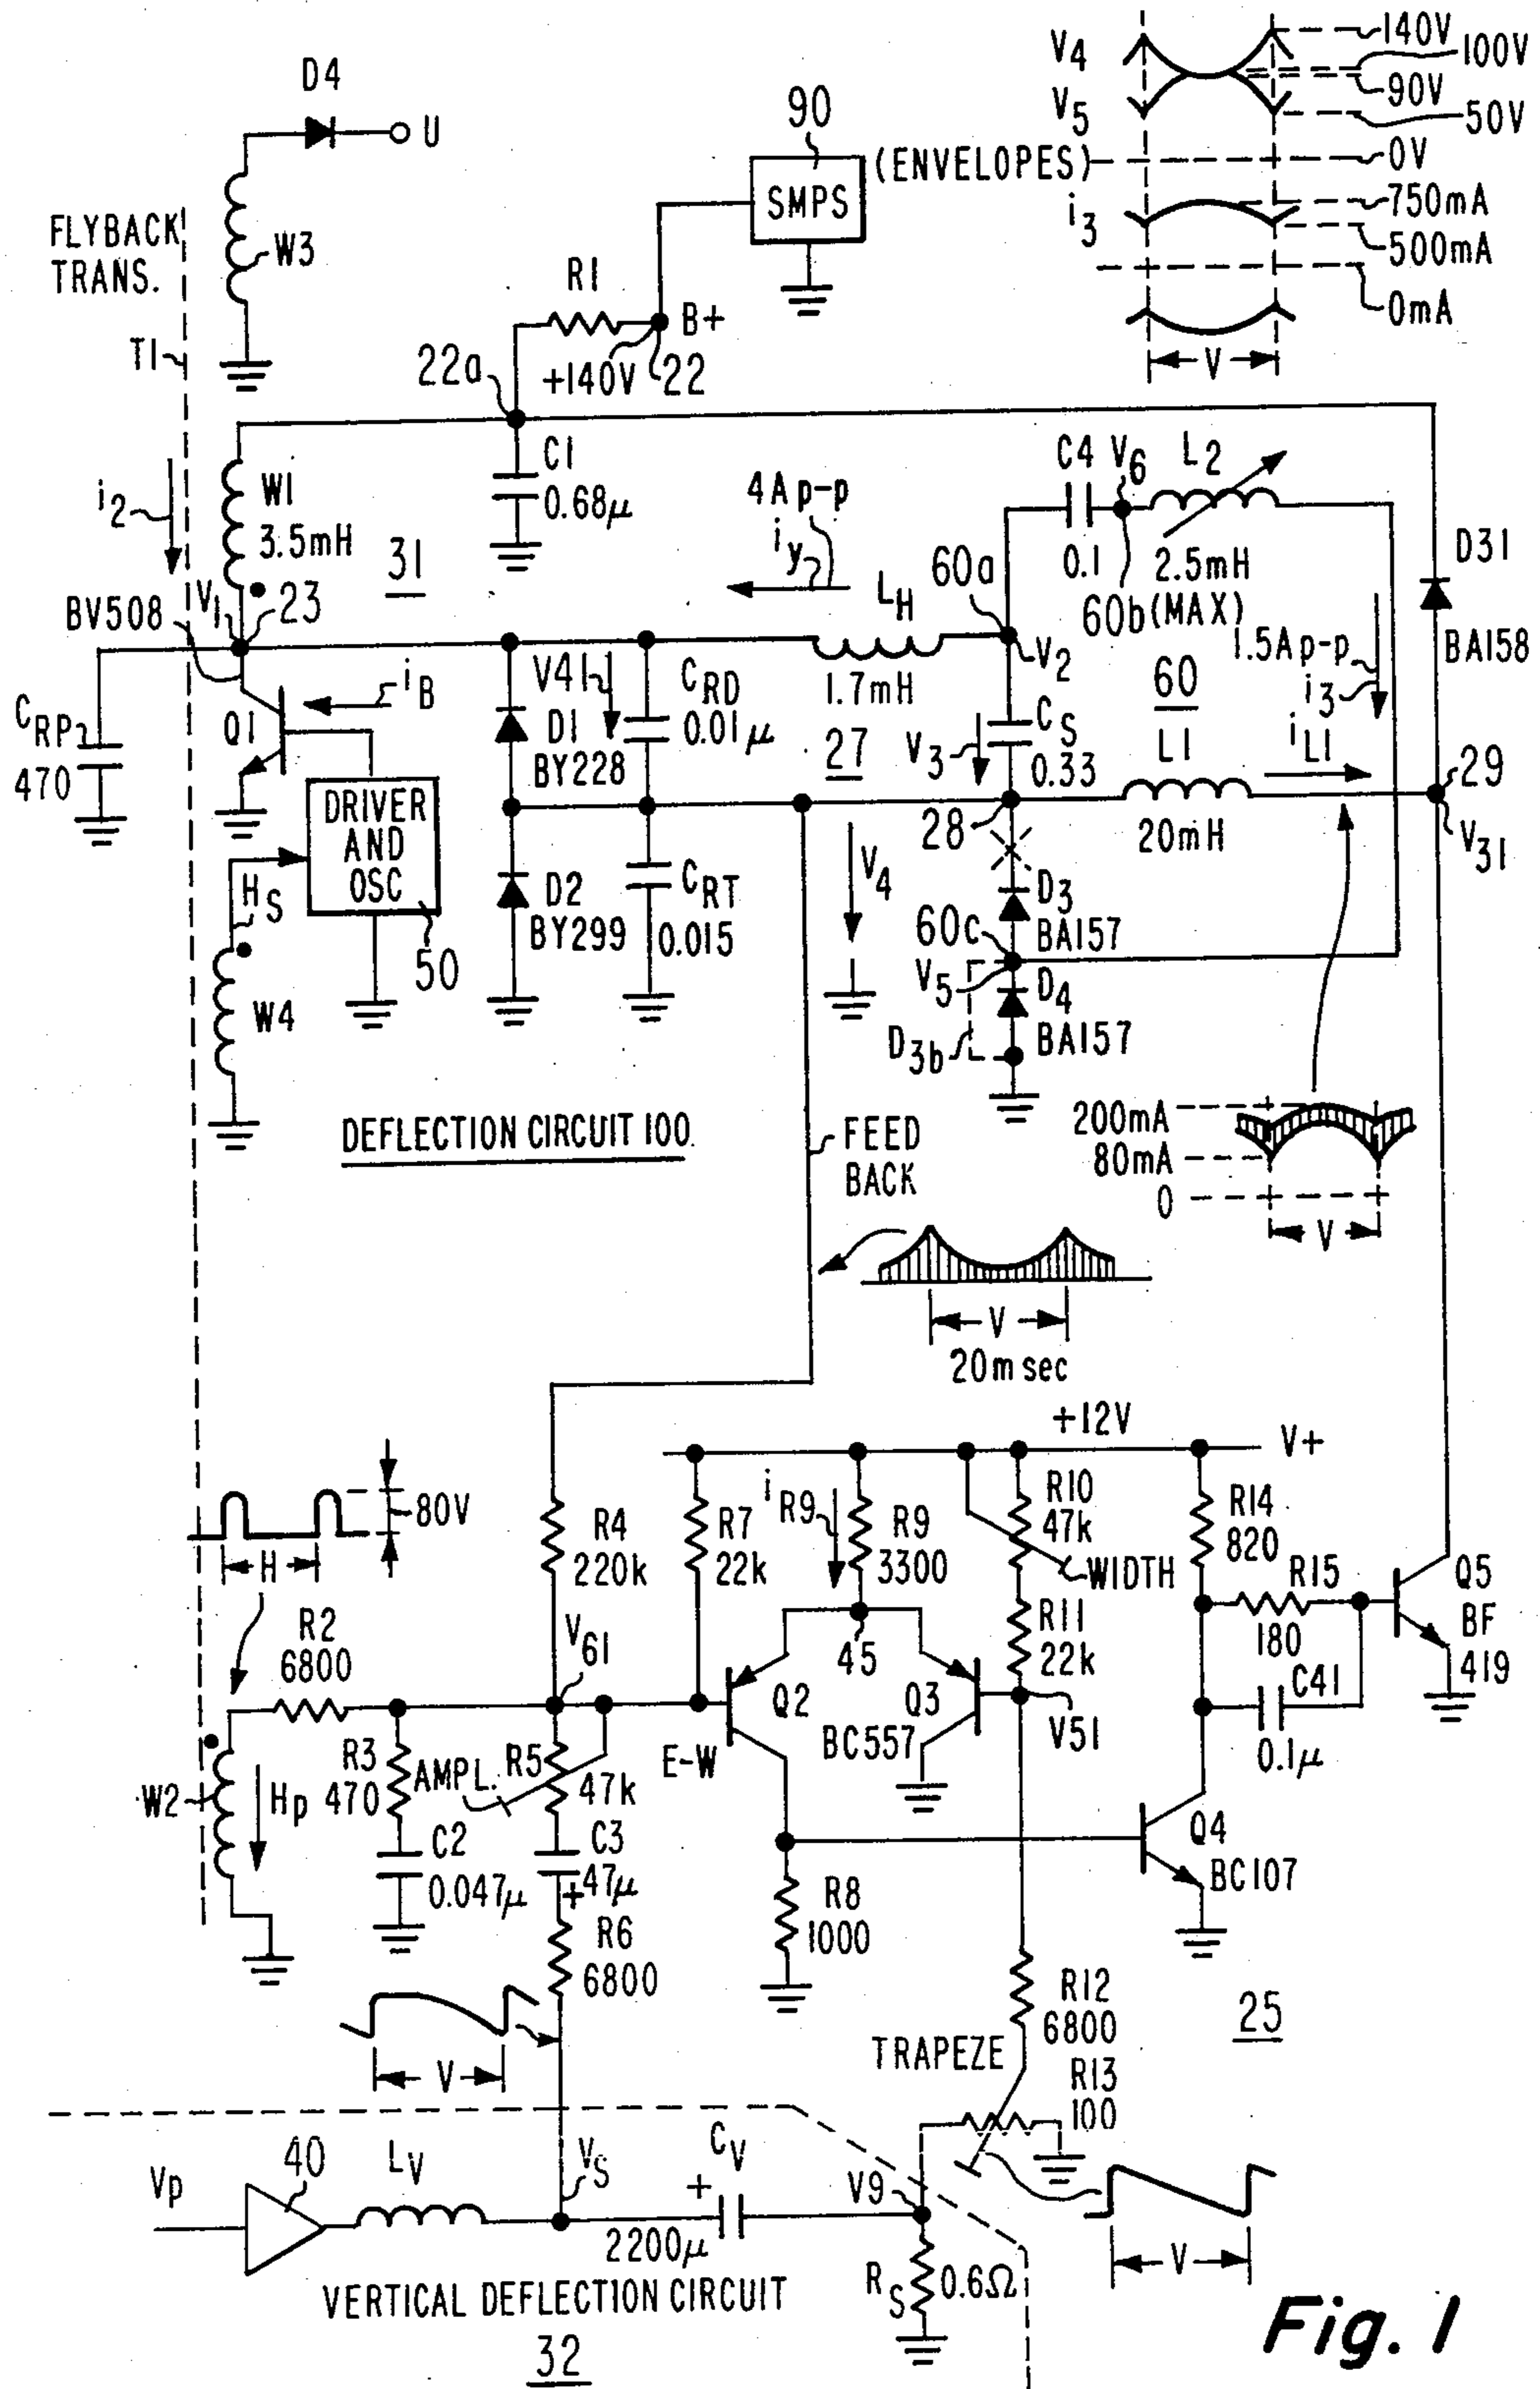 D4
U
FLYBACK
TRANS.
W3
T1
90
SMPS
R1
B+
+140V
22
22a
V4
V5
140V
100V
90V
50V
(ENVELOPES)
0V
i3
750mA
500mA
0mA
V
i2
W1
3.5mH
C1
0.68μ
31
4A p-p
iy
C4
V6
L2
0.1
2.5mH
60b (MAX)
60a
D31
BA158
BV508
V1
23
LH
1.7mH
V2
1.5A p-p
i3
60
CRP
470
Q1
iB
V41
D1
BY228
CRD
0.01μ
27
V3
CS
0.33
L1
iL1
29
20mH
28
V31
DRIVER
AND
OSC
50
HS
W4
D2
BY299
CRT
0.015
V4
D3
BA157
60c
V5
D4
BA157
D3b
DEFLECTION CIRCUIT 100
FEED
BACK
200mA
80mA
0
V
V
20m sec
+12V
V+
80V
H
R4
220k
R7
22k
iR9
R9
3300
R10
47k
WIDTH
R14
820
R15
180
Q5
BF
419
R2
6800
V61
45
R11
22k
Q2
Q3
BC557
V51
C41
0.1μ
E-W
W2
Hp
R3
470
AMPL.
R5
47k
C2
0.047μ
C3
47μ
+
R6
6800
R8
1000
Q4
BC107
R12
6800
25
TRAPEZE
R13
100
V
Vp
40
LV
VS
CV
+
2200μ
V9
RS
0.6Ω
V
VERTICAL DEFLECTION CIRCUIT
32
Fig. 1